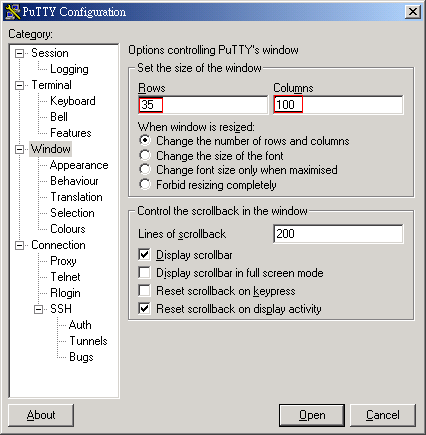 PuTTY Configuration
Category:
Session
Logging
Terminal
Keyboard
Bell
Features
Window
Appearance
Behaviour
Translation
Selection
Colours
Connection
Proxy
Telnet
Rlogin
SSH
Auth
Tunnels
Bugs
Options controlling PuTTY's window
Set the size of the window
Rows Columns
35 100
When window is resized:
Change the number of rows and columns
Change the size of the font
Change font size only when maximised
Forbid resizing completely
Control the scrollback in the window
Lines of scrollback 200
Display scrollbar
Display scrollbar in full screen mode
Reset scrollback on keypress
Reset scrollback on display activity
About Open Cancel